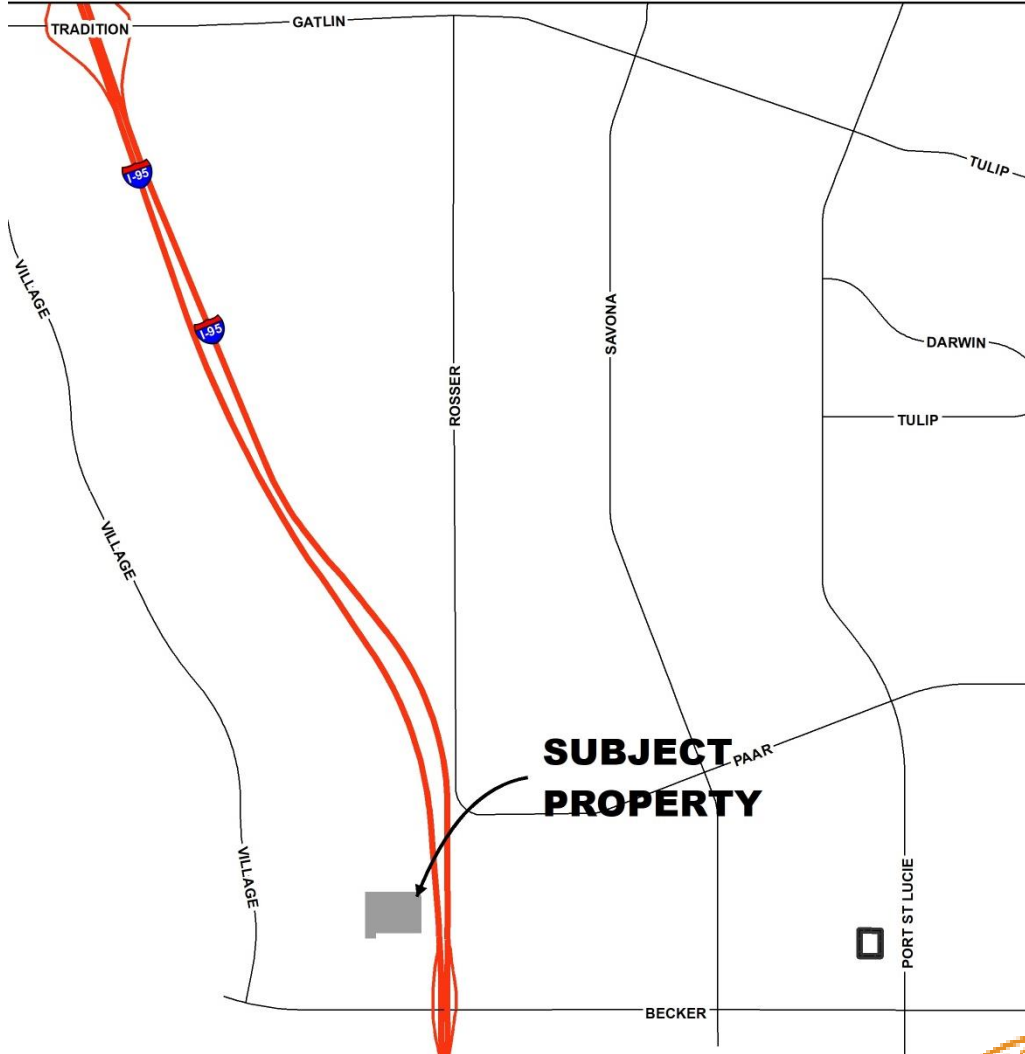 GATLIN
TRADITION
TULIP
I-95
VILLAGE
SAVONA
I-95
DARWIN
ROSSER
TULIP
VILLAGE
SUBJECT
PROPERTY
PAAR
VILLAGE
PORT ST LUCIE
BECKER